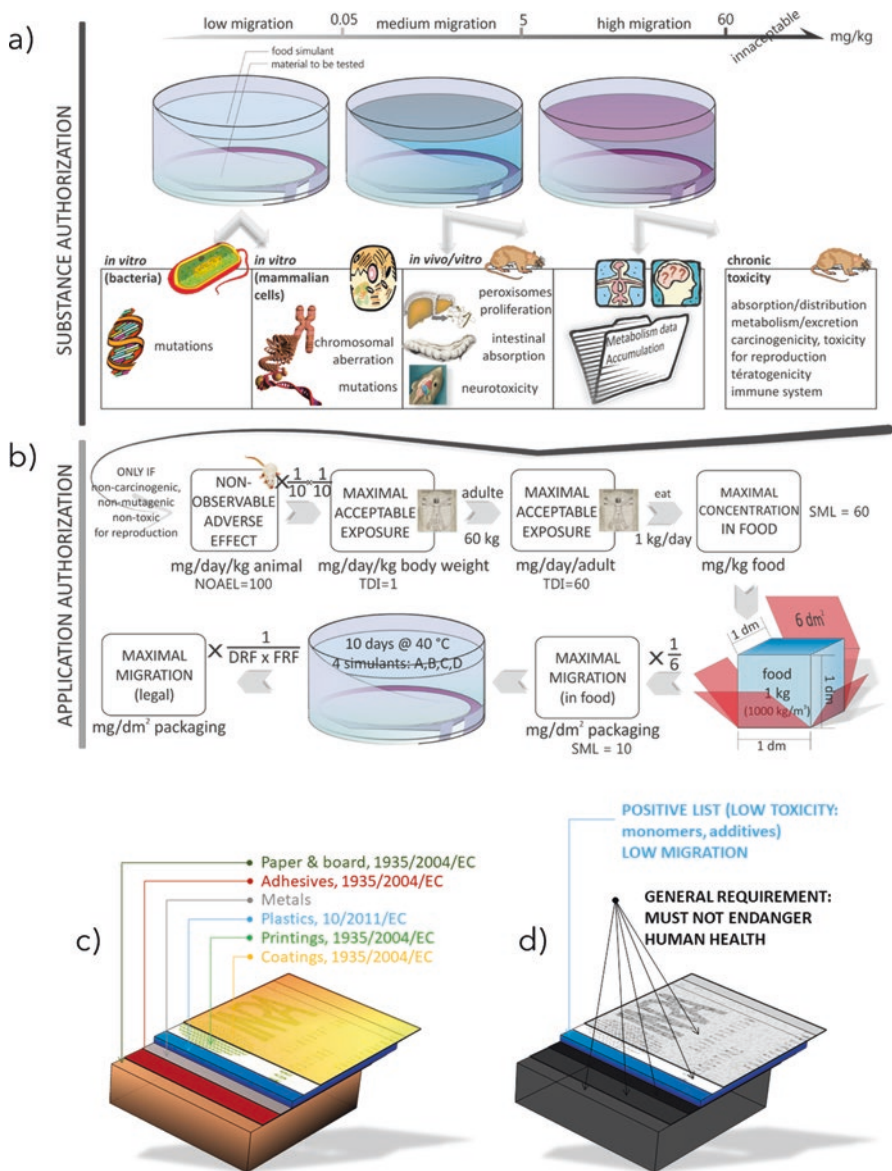 a)
low migration 0.05 medium migration 5 high migration 60 innaceptable mg/kg
food simulant
material to be tested
SUBSTANCE AUTHORIZATION
in vitro
(bacteria)
mutations
in vitro
(mammalian
cells)
chromosomal
aberration
mutations
in vivo/vitro
peroxisomes
proliferation
intestinal
absorption
neurotoxicity
???
Metabolism data
Accumulation
chronic
toxicity
absorption/distribution
metabolism/excretion
carcinogenicity, toxicity
for reproduction
tératogenicity
immune system
b)
APPLICATION AUTHORIZATION
ONLY IF
non-carcinogenic,
non-mutagenic
non-toxic
for reproduction
NON-
OBSERVABLE
ADVERSE
EFFECT
mg/day/kg animal
NOAEL=100
× 1/10 × 1/10
MAXIMAL
ACCEPTABLE
EXPOSURE
mg/day/kg body weight
TDI=1
adulte
60 kg
MAXIMAL
ACCEPTABLE
EXPOSURE
mg/day/adult
TDI=60
eat
1 kg/day
MAXIMAL
CONCENTRATION
IN FOOD
mg/kg food
SML = 60
6 dm²
1 dm
food
1 kg
(1000 kg/m³)
1 dm
1 dm
× 1/6
MAXIMAL
MIGRATION
(in food)
mg/dm² packaging
SML = 10
10 days @ 40 °C
4 simulants: A,B,C,D
× 1/DRF x FRF
MAXIMAL
MIGRATION
(legal)
mg/dm² packaging
c)
Paper & board, 1935/2004/EC
Adhesives, 1935/2004/EC
Metals
Plastics, 10/2011/EC
Printings, 1935/2004/EC
Coatings, 1935/2004/EC
d)
POSITIVE LIST (LOW TOXICITY:
monomers, additives)
LOW MIGRATION
GENERAL REQUIREMENT:
MUST NOT ENDANGER
HUMAN HEALTH